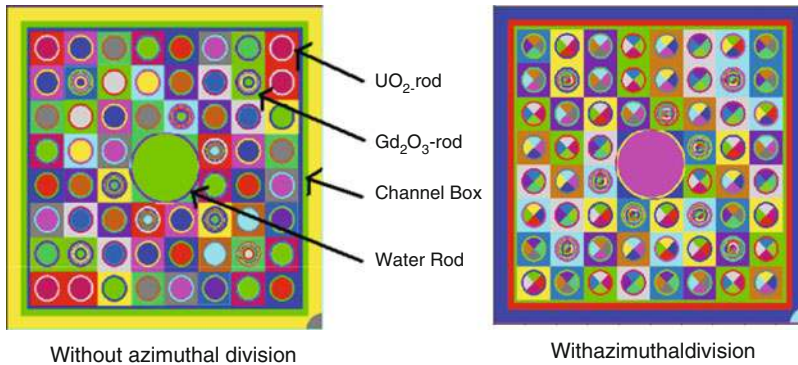 UO₂-rod
Gd₂O₃-rod
Channel Box
Water Rod
Without azimuthal division
Withazimuthaldivision